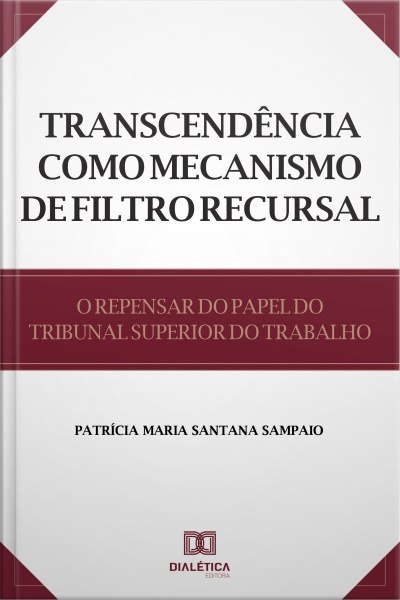 TRANSCENDÊNCIA
COMO MECANISMO
DE FILTRO RECURSAL
O REPENSAR DO PAPEL DO
TRIBUNAL SUPERIOR DO TRABALHO
PATRÍCIA MARIA SANTANA SAMPAIO
DIALÉTICA
EDITORA